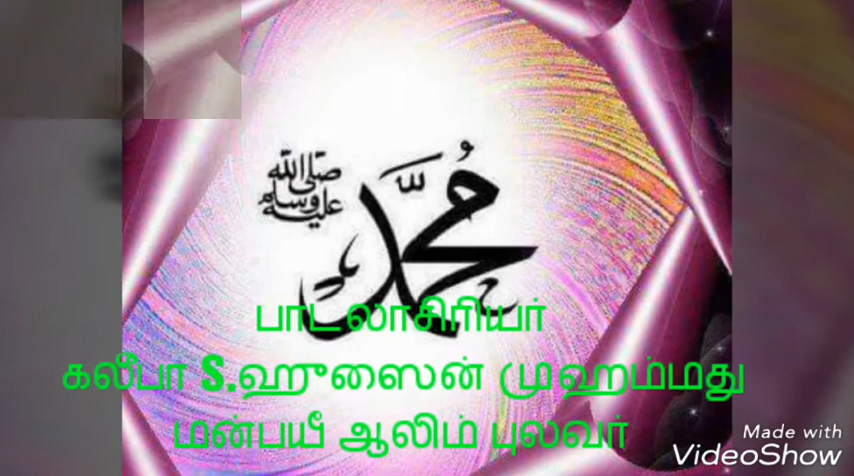 محمد
صلى الله
عليه وسلم
பாடலாசிரியர்
கலீபா S.ஹுஸைன் முஹம்மது
மன்பயீ ஆலிம் புலவர்
Made with
VideoShow